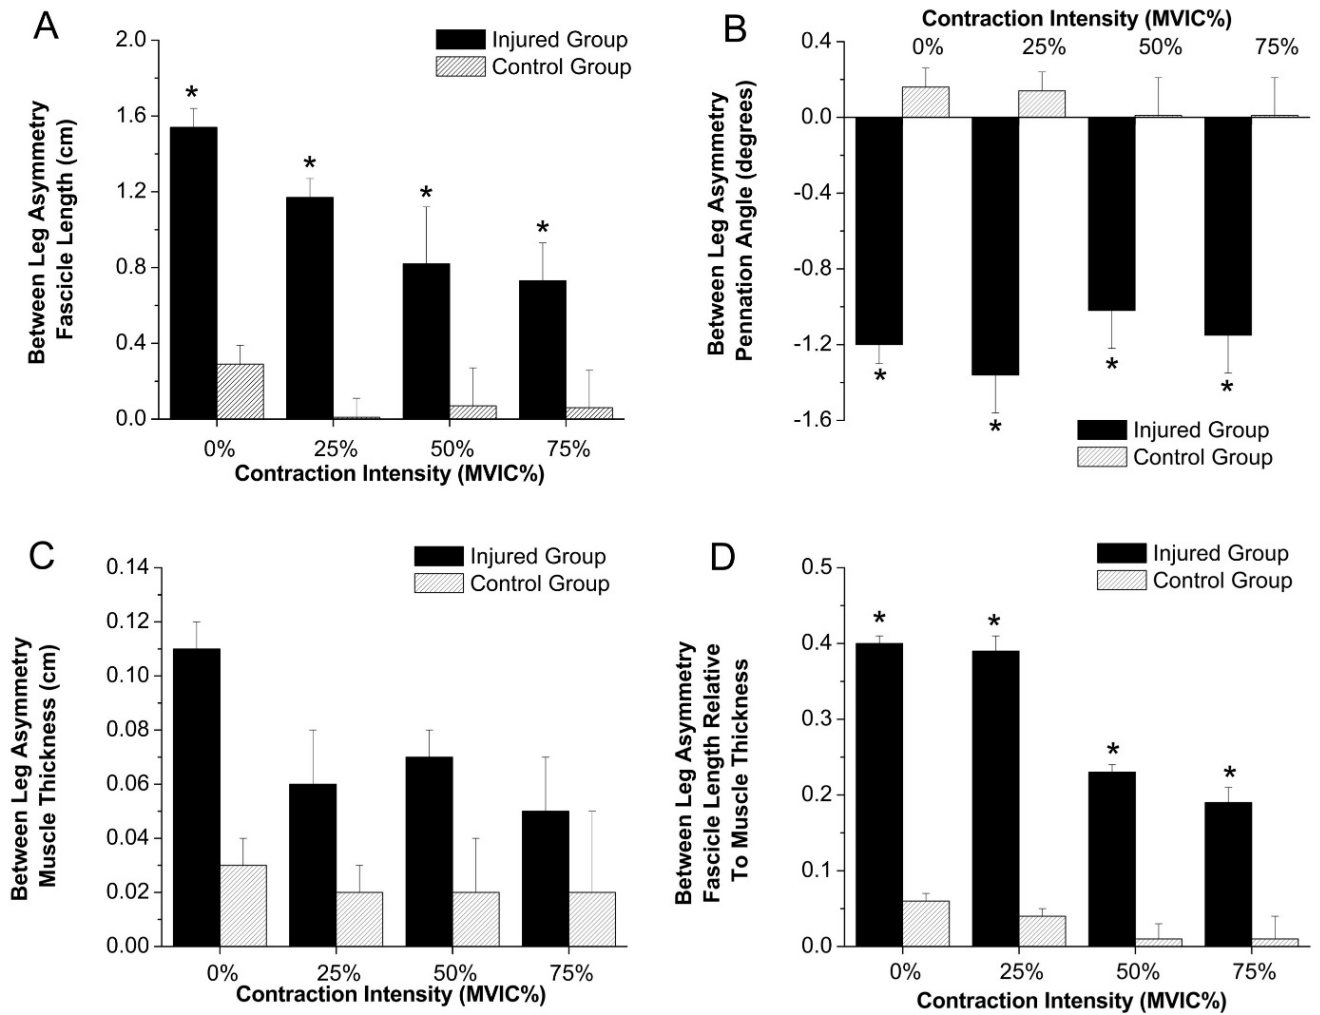 A
Between Leg Asymmetry
Fascicle Length (cm)
2.0
1.6
1.2
0.8
0.4
0.0
Injured Group
Control Group
*
*
*
*
0%
25%
50%
75%
Contraction Intensity (MVIC%)
B
Contraction Intensity (MVIC%)
0%
25%
50%
75%
Between Leg Asymmetry
Pennation Angle (degrees)
0.4
0.0
-0.4
-0.8
-1.2
-1.6
*
*
*
*
Injured Group
Control Group
C
Between Leg Asymmetry
Muscle Thickness (cm)
0.14
0.12
0.10
0.08
0.06
0.04
0.02
0.00
Injured Group
Control Group
0%
25%
50%
75%
Contraction Intensity (MVIC%)
D
Between Leg Asymmetry
Fascicle Length Relative
To Muscle Thickness
0.5
0.4
0.3
0.2
0.1
0.0
Injured Group
Control Group
*
*
*
*
0%
25%
50%
75%
Contraction Intensity (MVIC%)